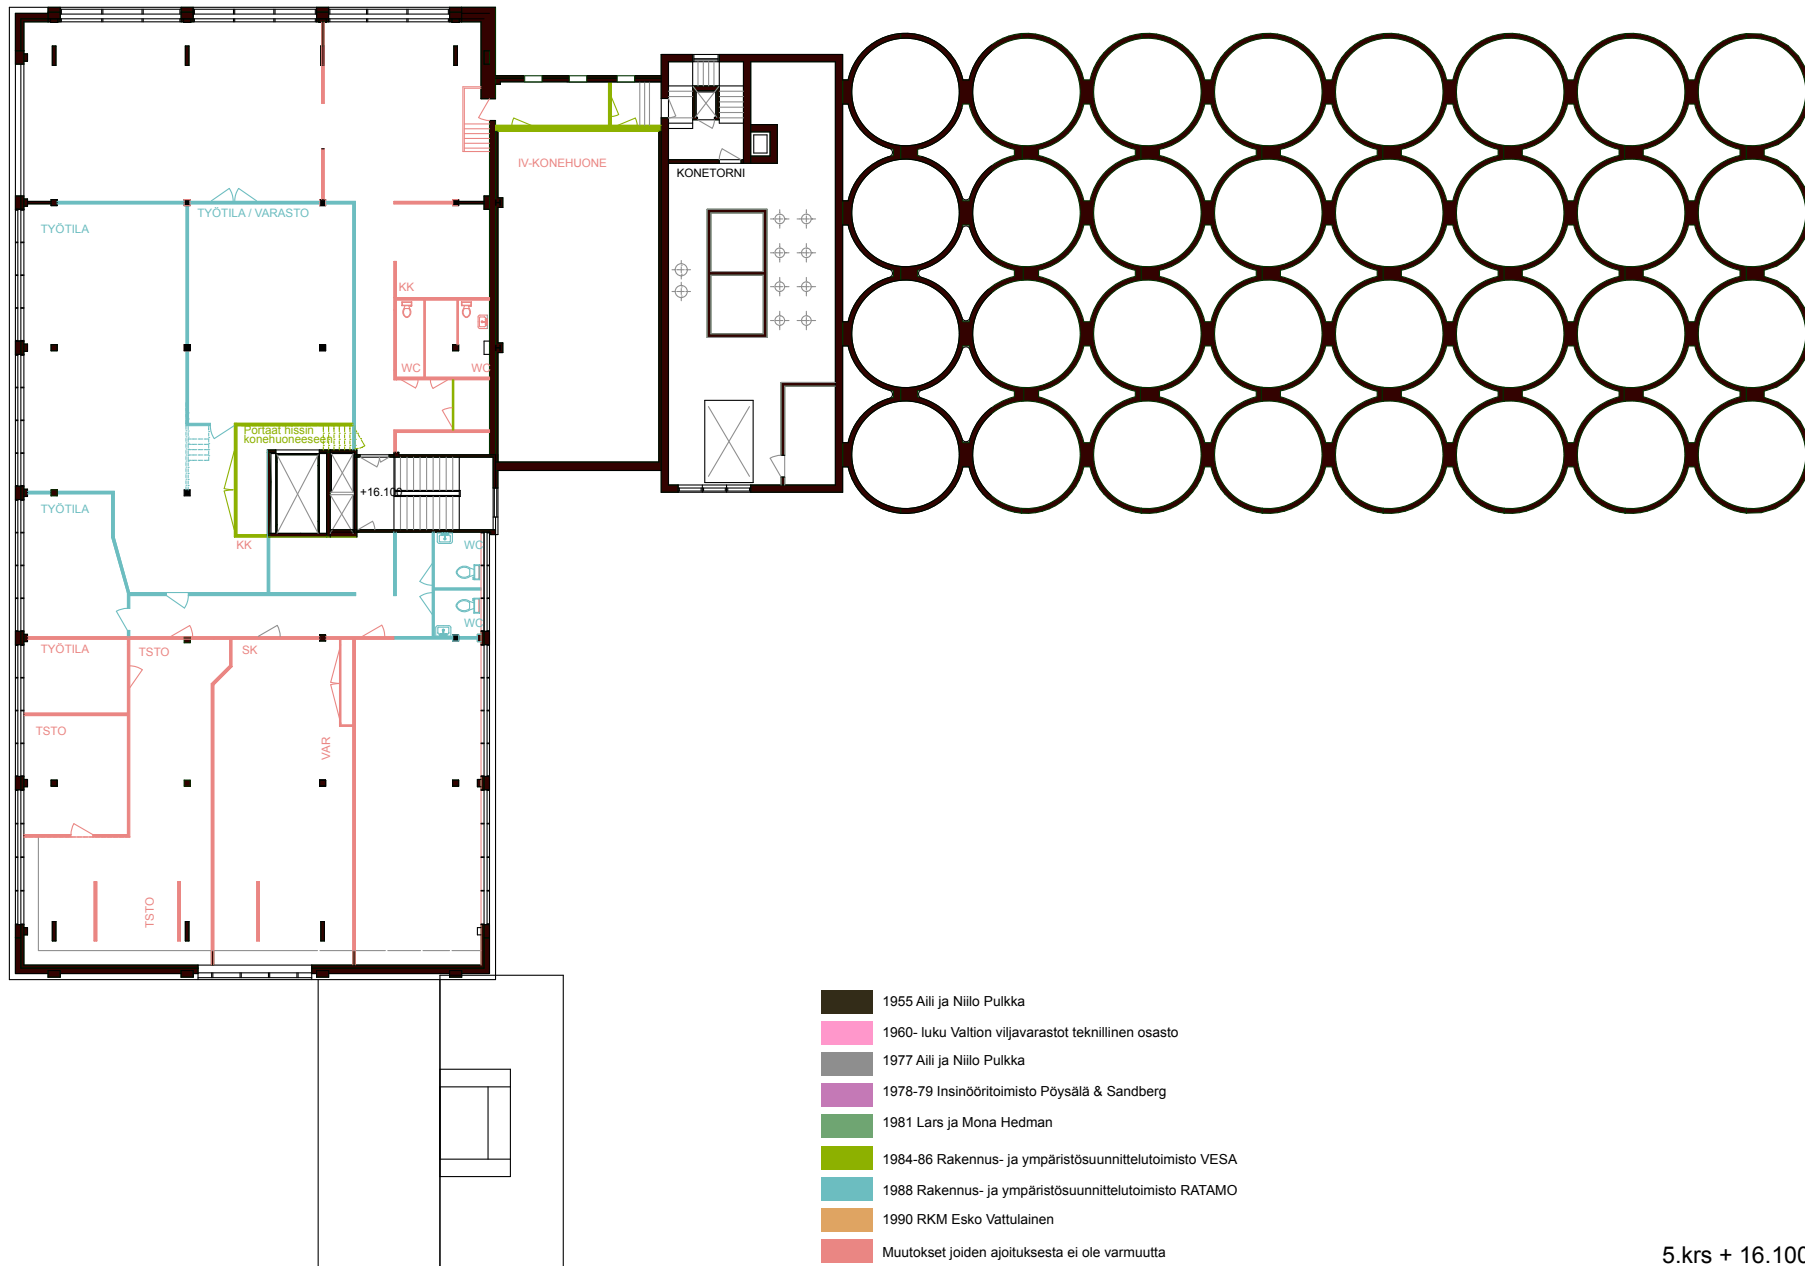 IV-KONEHUONE
KONETORNI
TYÖTILA
TYÖTILA / VARASTO
KK
WC
WC
Portaat hissin
konehuoneeseen
+16.100
TYÖTILA
KK
WC
WC
TYÖTILA
TSTO
SK
TSTO
VAR
TSTO
1955 Aili ja Niilo Pulkka
1960- luku Valtion viljavarastot teknillinen osasto
1977 Aili ja Niilo Pulkka
1978-79 Insinööritoimisto Pöysälä & Sandberg
1981 Lars ja Mona Hedman
1984-86 Rakennus- ja ympäristösuunnittelutoimisto VESA
1988 Rakennus- ja ympäristösuunnittelutoimisto RATAMO
1990 RKM Esko Vattulainen
Muutokset joiden ajoituksesta ei ole varmuutta
5.krs + 16.100